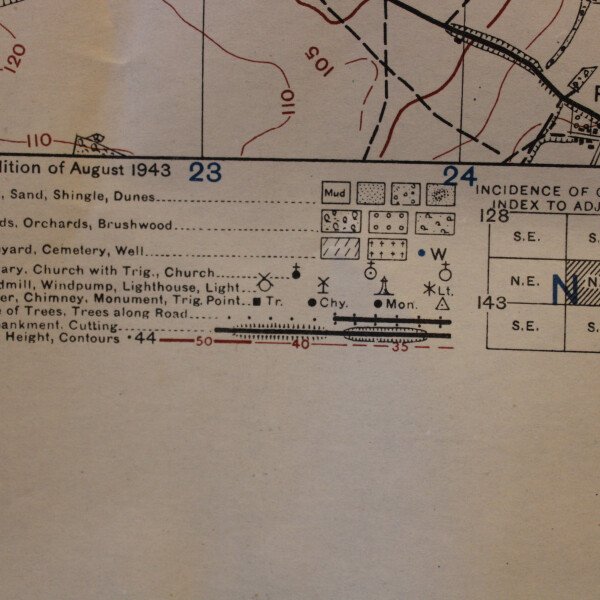 120
110
105
110
dition of August 1943 23 24
, Sand, Shingle, Dunes Mud
ds, Orchards, Brushwood
yard, Cemetery, Well W
ary, Church with Trig., Church
dmill, Windpump, Lighthouse, Light Lt.
er, Chimney, Monument, Trig. Point Tr. Chy. Mon.
e of Trees, Trees along Road
bankment, Cutting
Height, Contours ·44 50 40 35
INCIDENCE OF
INDEX TO ADJ
128
S.E. S.
N.E. N
143
S.E. S.